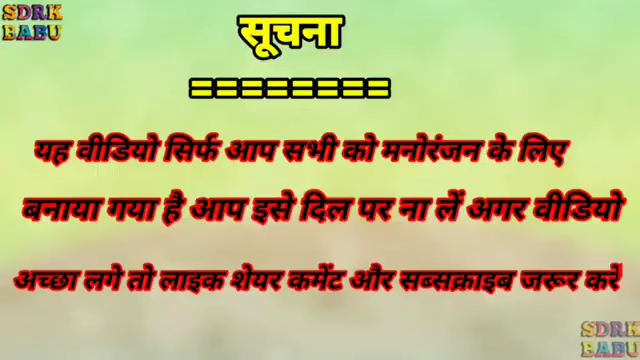 SDRK
BABU
सूचना
========
यह वीडियो सिर्फ आप सभी को मनोरंजन के लिए
बनाया गया है आप इसे दिल पर ना लें अगर वीडियो
अच्छा लगे तो लाइक शेयर कमेंट और सब्सक्राइब जरूर करें
SDRK
BABU